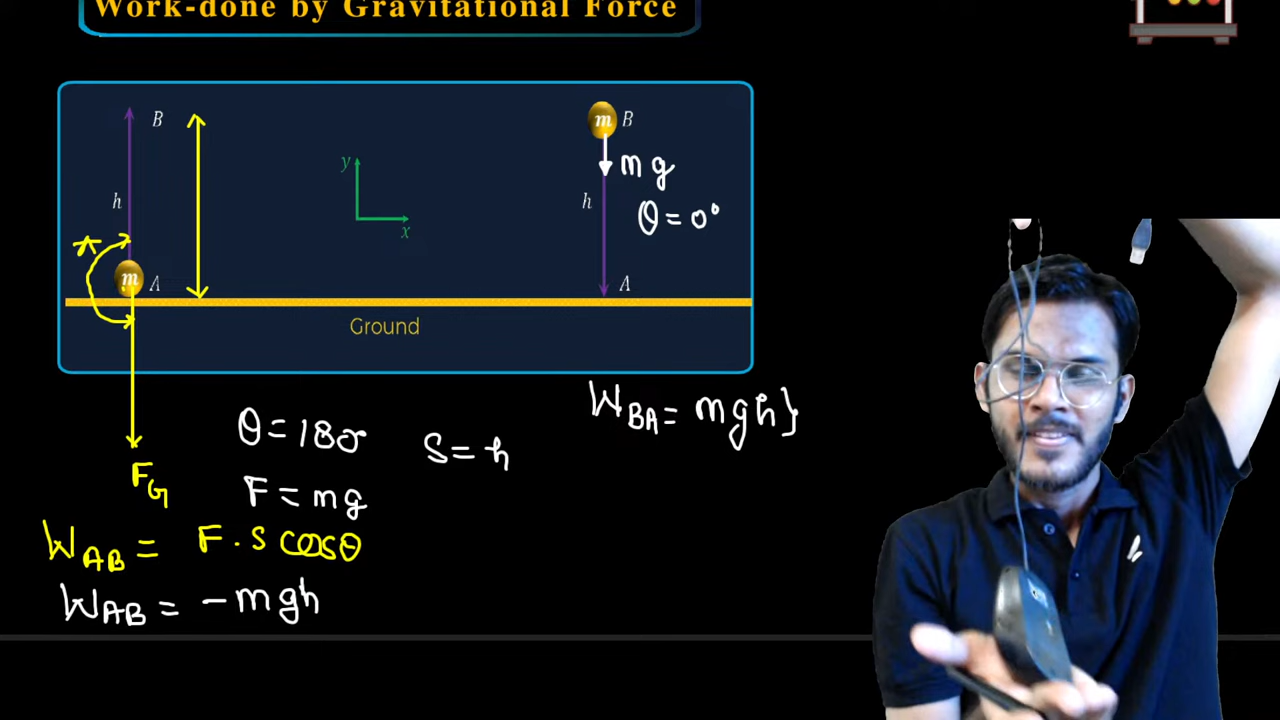 Work-done by Gravitational Force
B
h
m
A
π
y
x
m B
mg
h
θ = 0°
A
Ground
F_G
θ = 180°
S = h
F = mg
W_AB = F . S cosθ
W_AB = - mgh
W_BA = mgh}